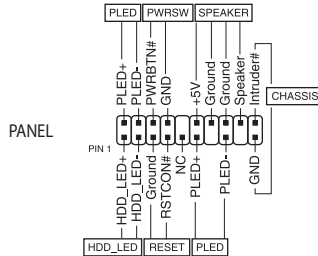 PLED PWRSW SPEAKER
PLED+
PLED-
PWRBTN#
GND
+5V
Ground
Ground
Speaker
Intruder#
CHASSIS
PANEL
PIN 1
HDD_LED+
HDD_LED-
Ground
RSTCON#
NC
PLED+
PLED-
GND
HDD_LED RESET PLED